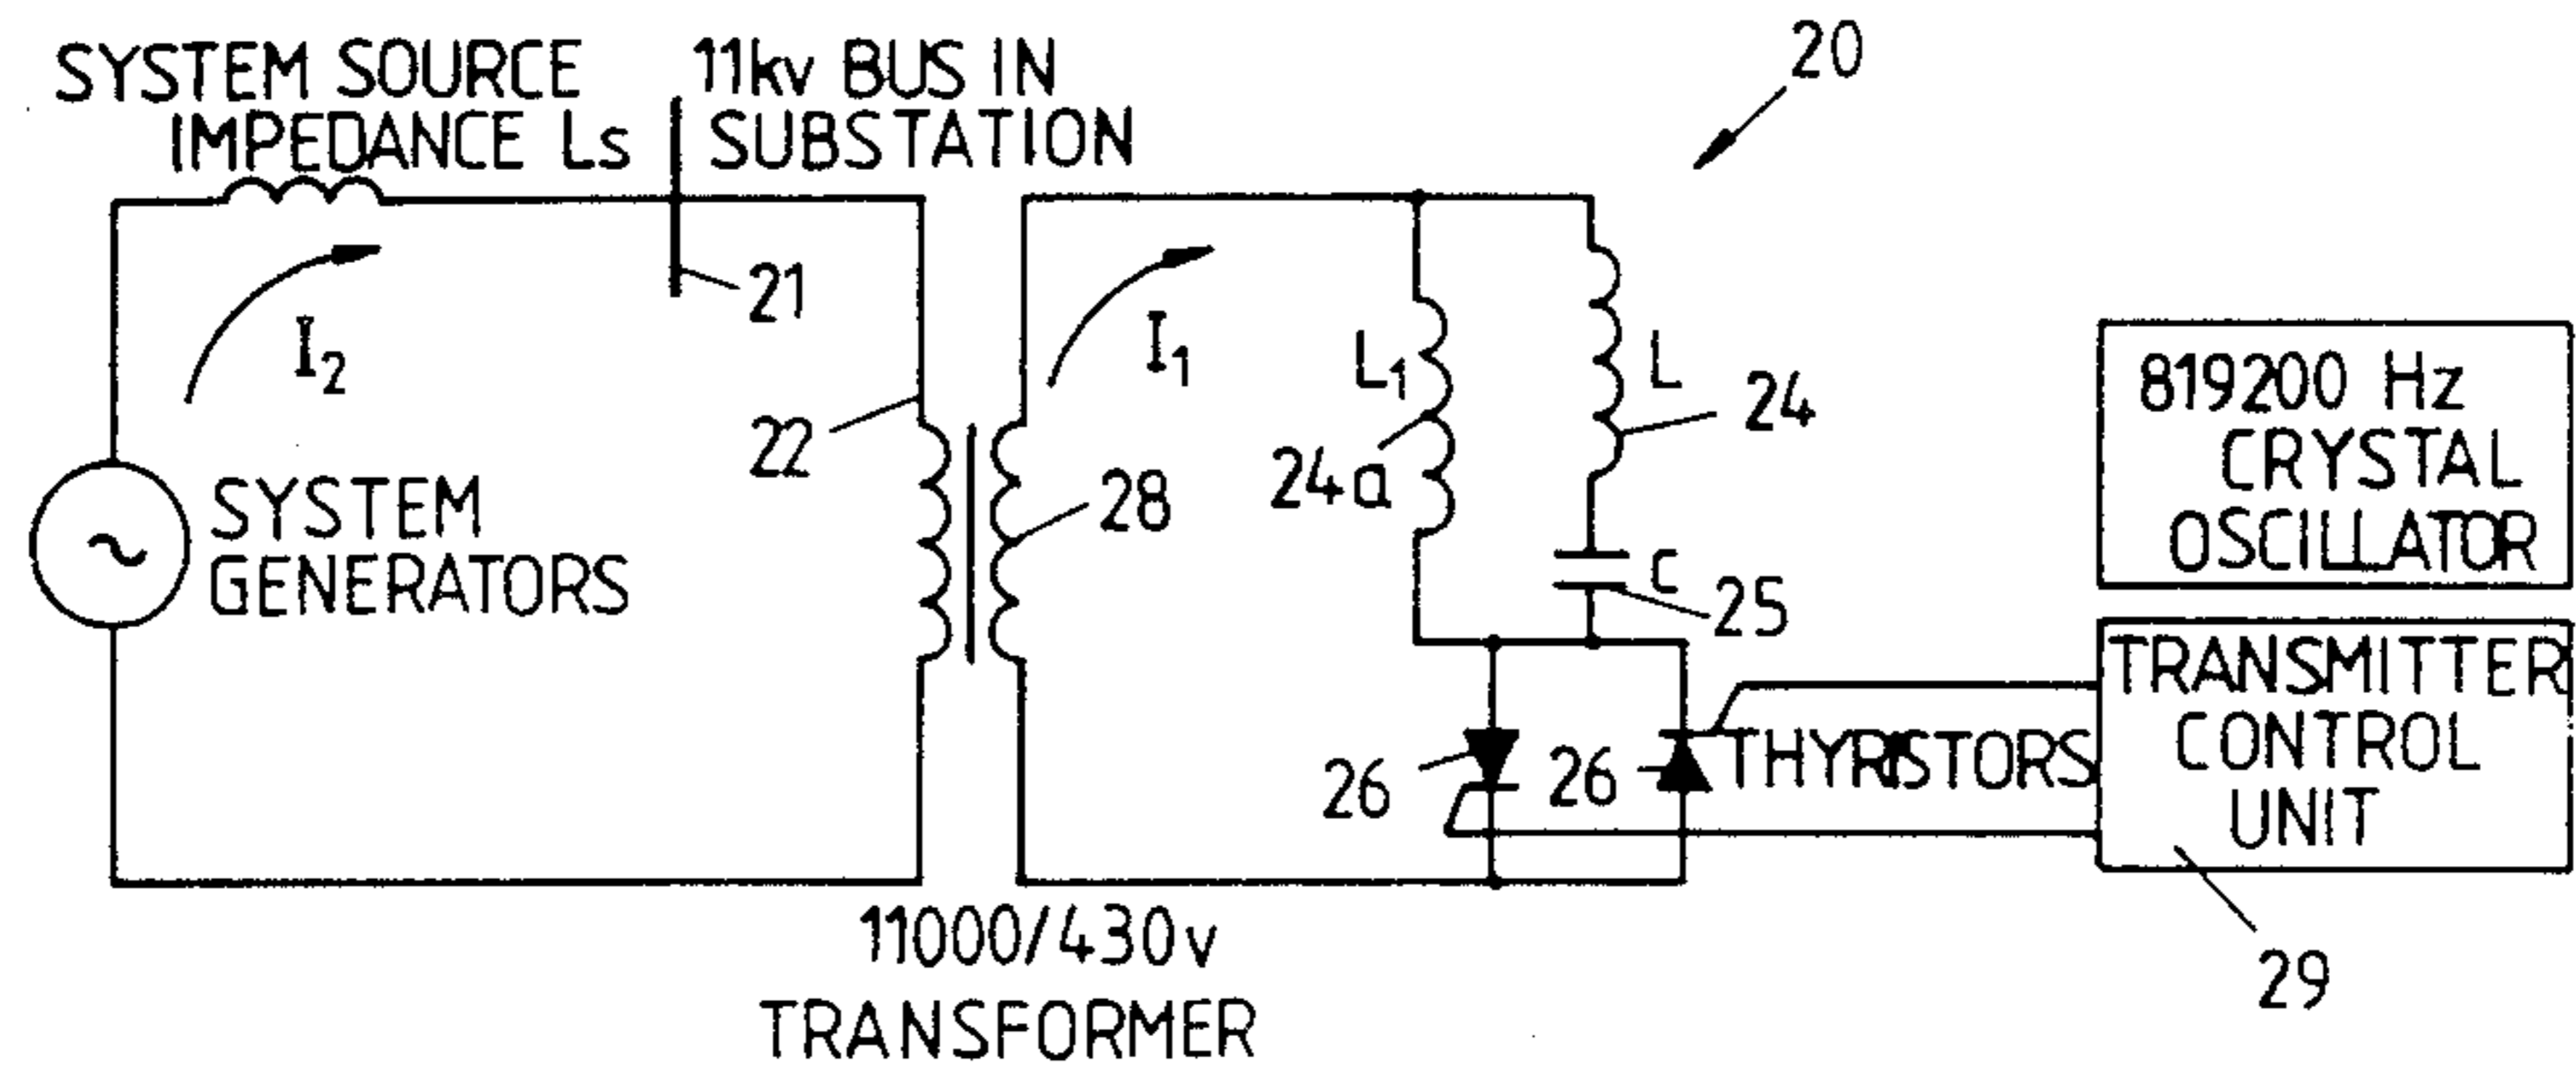 SYSTEM SOURCE
IMPEDANCE Ls
11kv BUS IN
SUBSTATION
20
21
I2
I1
22
28
L1
24a
L
24
C
25
SYSTEM
GENERATORS
26
26
THYRISTORS
819200 Hz
CRYSTAL
OSCILLATOR
TRANSMITTER
CONTROL
UNIT
29
11000/430v
TRANSFORMER